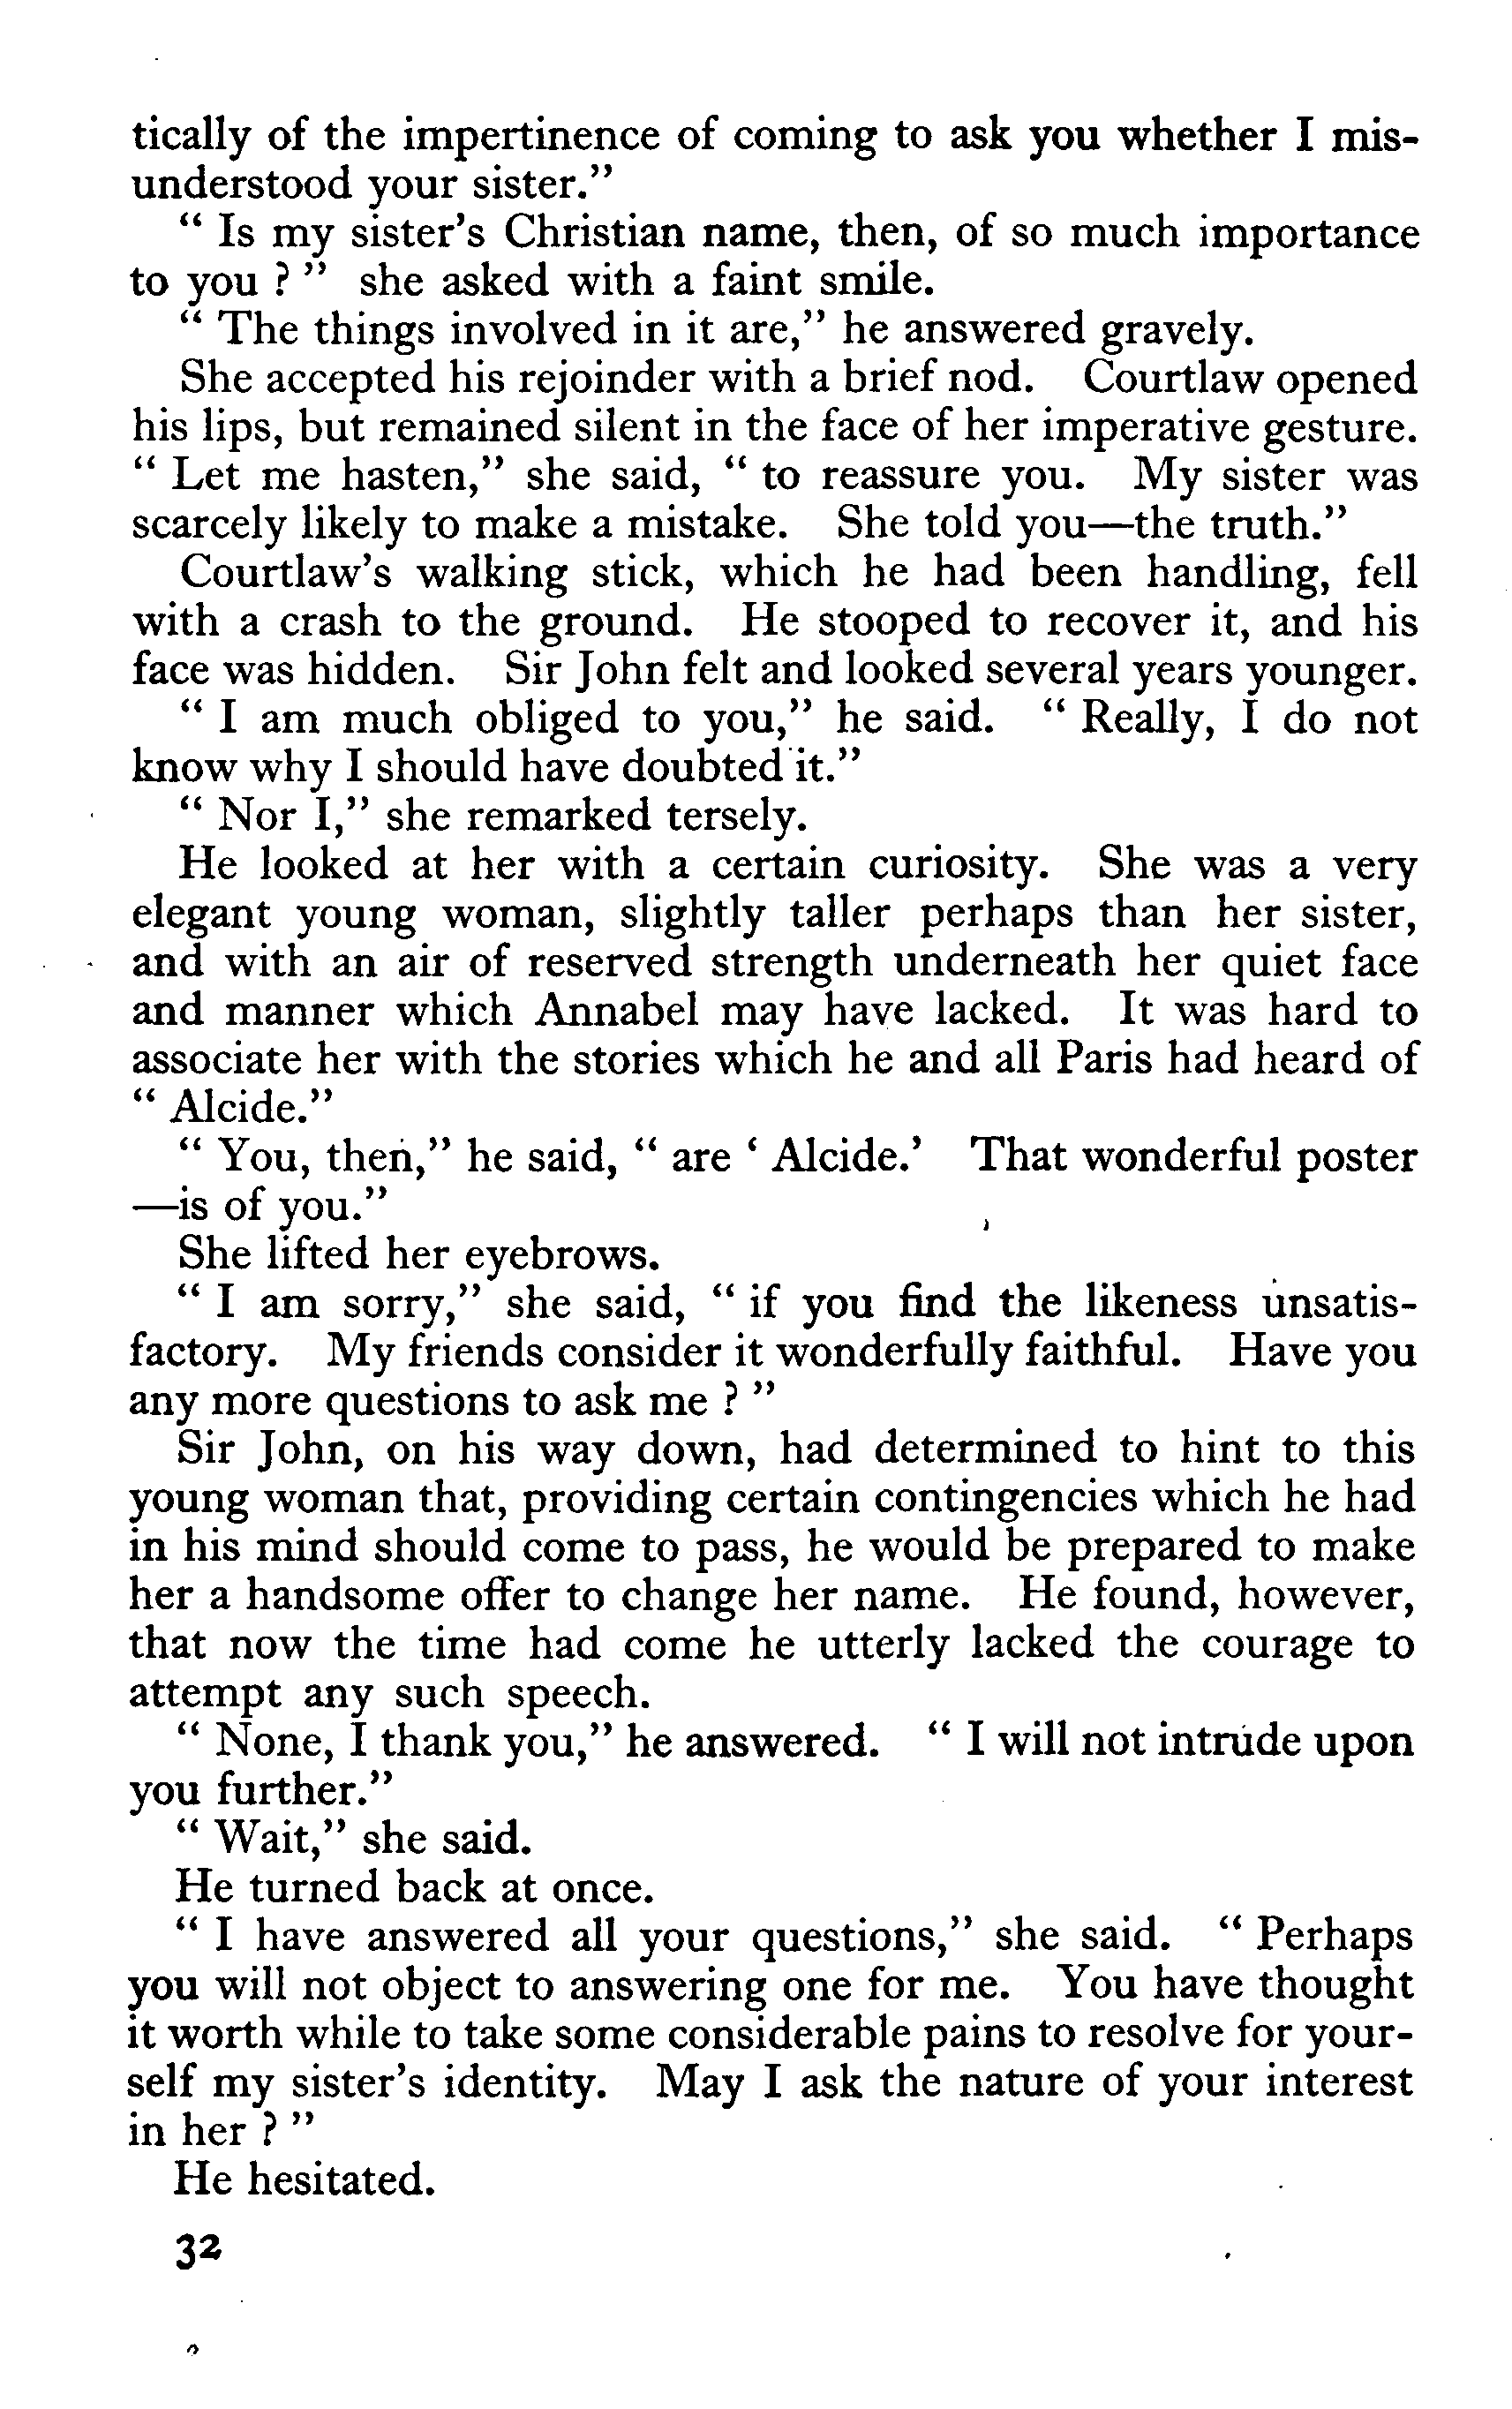 tically of the impertinence of coming to ask you whether I mis-
understood your sister."
" Is my sister's Christian name, then, of so much importance
to you ? " she asked with a faint smile.
" The things involved in it are," he answered gravely.
She accepted his rejoinder with a brief nod. Courtlaw opened
his lips, but remained silent in the face of her imperative gesture.
" Let me hasten," she said, " to reassure you. My sister was
scarcely likely to make a mistake. She told you—the truth."
Courtlaw's walking stick, which he had been handling, fell
with a crash to the ground. He stooped to recover it, and his
face was hidden. Sir John felt and looked several years younger.
" I am much obliged to you," he said. " Really, I do not
know why I should have doubted it."
" Nor I," she remarked tersely.
He looked at her with a certain curiosity. She was a very
elegant young woman, slightly taller perhaps than her sister,
and with an air of reserved strength underneath her quiet face
and manner which Annabel may have lacked. It was hard to
associate her with the stories which he and all Paris had heard of
" Alcide."
" You, then," he said, " are ' Alcide.' That wonderful poster
—is of you."
She lifted her eyebrows.
" I am sorry," she said, " if you find the likeness unsatis-
factory. My friends consider it wonderfully faithful. Have you
any more questions to ask me ? "
Sir John, on his way down, had determined to hint to this
young woman that, providing certain contingencies which he had
in his mind should come to pass, he would be prepared to make
her a handsome offer to change her name. He found, however,
that now the time had come he utterly lacked the courage to
attempt any such speech.
" None, I thank you," he answered. " I will not intrude upon
you further."
" Wait," she said.
He turned back at once.
" I have answered all your questions," she said. " Perhaps
you will not object to answering one for me. You have thought
it worth while to take some considerable pains to resolve for your-
self my sister's identity. May I ask the nature of your interest
in her ? "
He hesitated.
32